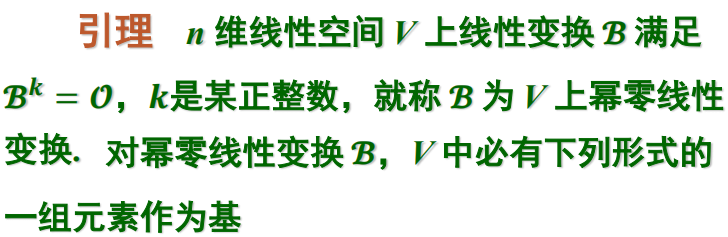 引理 n 维线性空间 V 上线性变换 ℬ 满足
ℬᵏ = 𝒪，k是某正整数，就称 ℬ 为 V 上幂零线性
变换. 对幂零线性变换 ℬ，V 中必有下列形式的
一组元素作为基